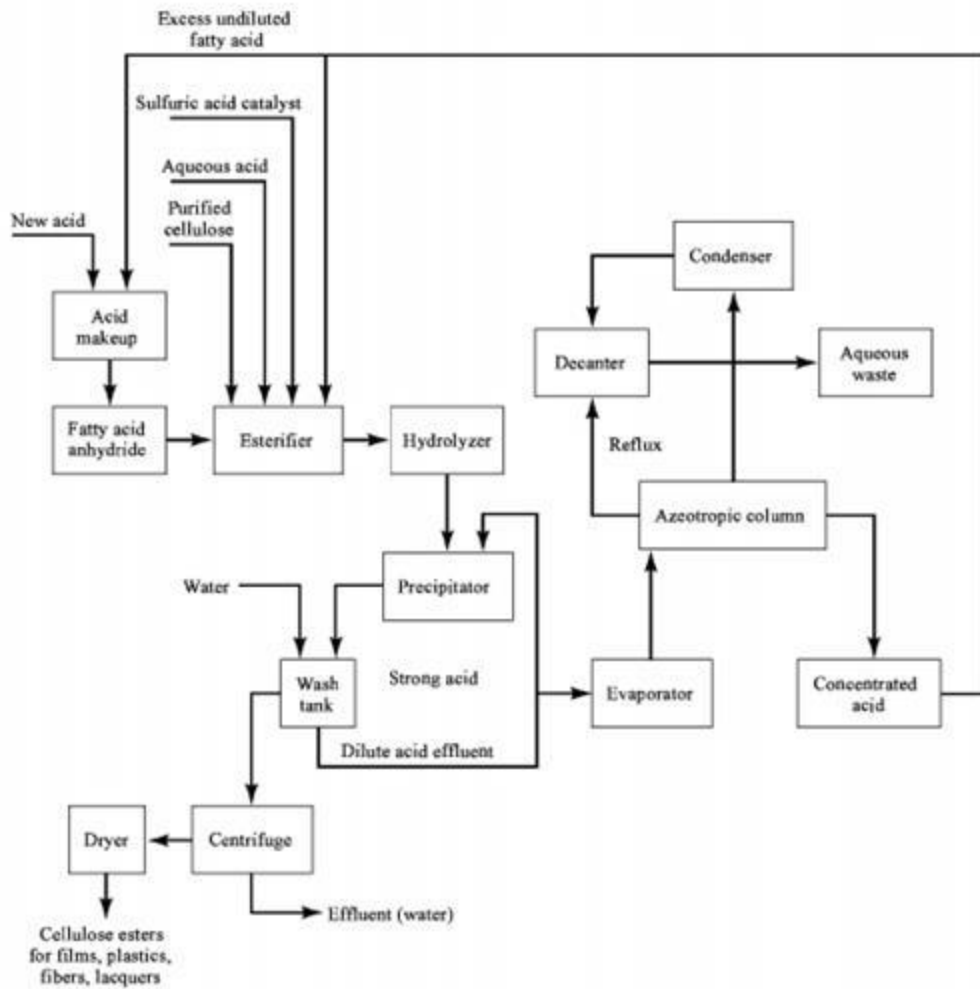 Excess undiluted
fatty acid
Sulfuric acid catalyst
Aqueous acid
Purified
cellulose
New acid
Condenser
Acid
makeup
Decanter
Aqueous
waste
Fatty acid
anhydride
Esterifier
Hydrolyzer
Reflux
Azeotropic column
Water
Precipitator
Strong acid
Wash
tank
Evaporator
Concentrated
acid
Dilute acid effluent
Dryer
Centrifuge
Effluent (water)
Cellulose esters
for films, plastics,
fibers, lacquers